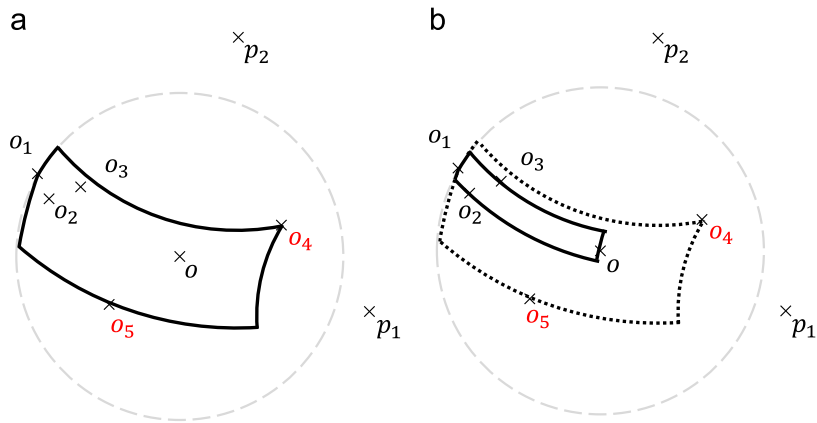 a
b
p₂
p₂
o₁
o₃
o₁
o₃
o₂
o₂
o₄
o₄
o
o
o₅
o₅
p₁
p₁